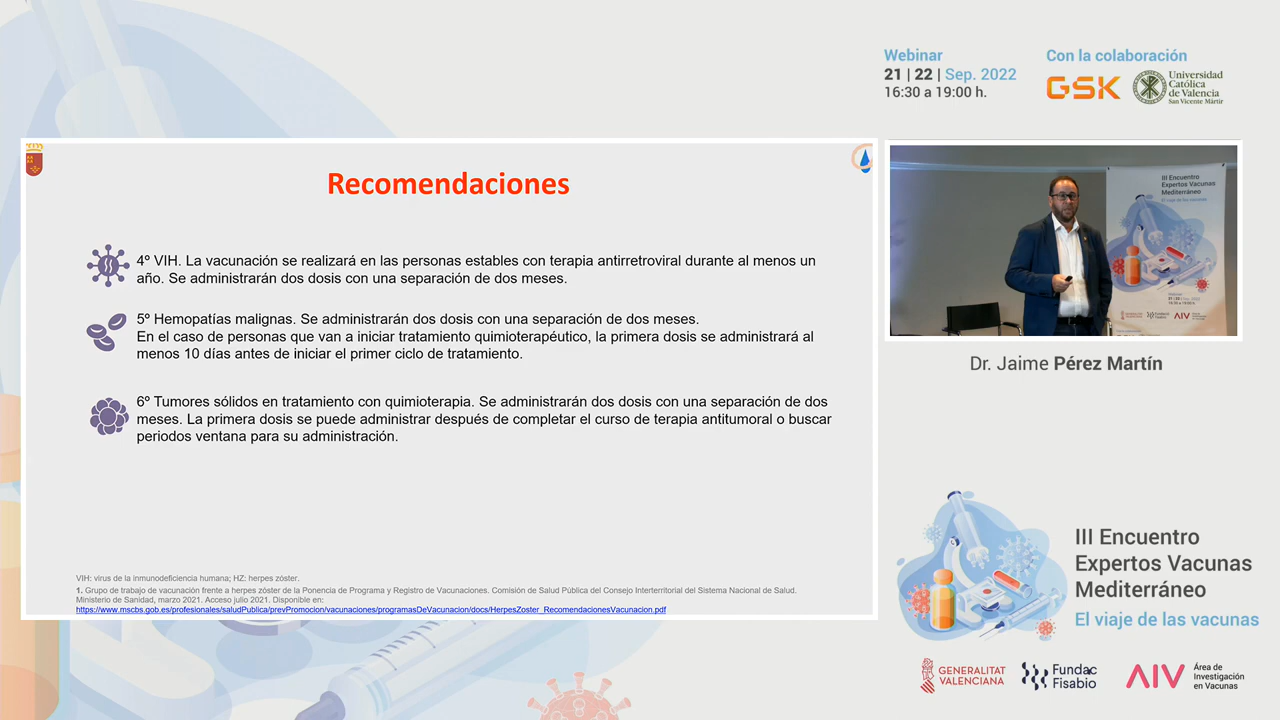 Webinar
21 | 22 | Sep. 2022
16:30 a 19:00 h.
Con la colaboración
GSK
Universidad
Católica
de Valencia
San Vicente Mártir
Recomendaciones
4º VIH. La vacunación se realizará en las personas estables con terapia antirretroviral durante al menos un
año. Se administrarán dos dosis con una separación de dos meses.
5º Hemopatías malignas. Se administrarán dos dosis con una separación de dos meses.
En el caso de personas que van a iniciar tratamiento quimioterapéutico, la primera dosis se administrará al
menos 10 días antes de iniciar el primer ciclo de tratamiento.
6º Tumores sólidos en tratamiento con quimioterapia. Se administrarán dos dosis con una separación de dos
meses. La primera dosis se puede administrar después de completar el curso de terapia antitumoral o buscar
periodos ventana para su administración.
VIH: virus de la inmunodeficiencia humana; HZ: herpes zóster.
1. Grupo de trabajo de vacunación frente a herpes zóster de la Ponencia de Programa y Registro de Vacunaciones. Comisión de Salud Pública del Consejo Interterritorial del Sistema Nacional de Salud.
Ministerio de Sanidad, marzo 2021. Acceso julio 2021. Disponible en:
https://www.mscbs.gob.es/profesionales/saludPublica/prevPromocion/vacunaciones/programasDeVacunacion/docs/HerpesZoster_RecomendacionesVacunacion.pdf
III Encuentro
Expertos Vacunas
Mediterráneo
El viaje de las vacunas
Dr. Jaime Pérez Martín
III Encuentro
Expertos Vacunas
Mediterráneo
El viaje de las vacunas
GENERALITAT
VALENCIANA
Fundac
Fisabio
AIV
Área de
Investigación
en Vacunas